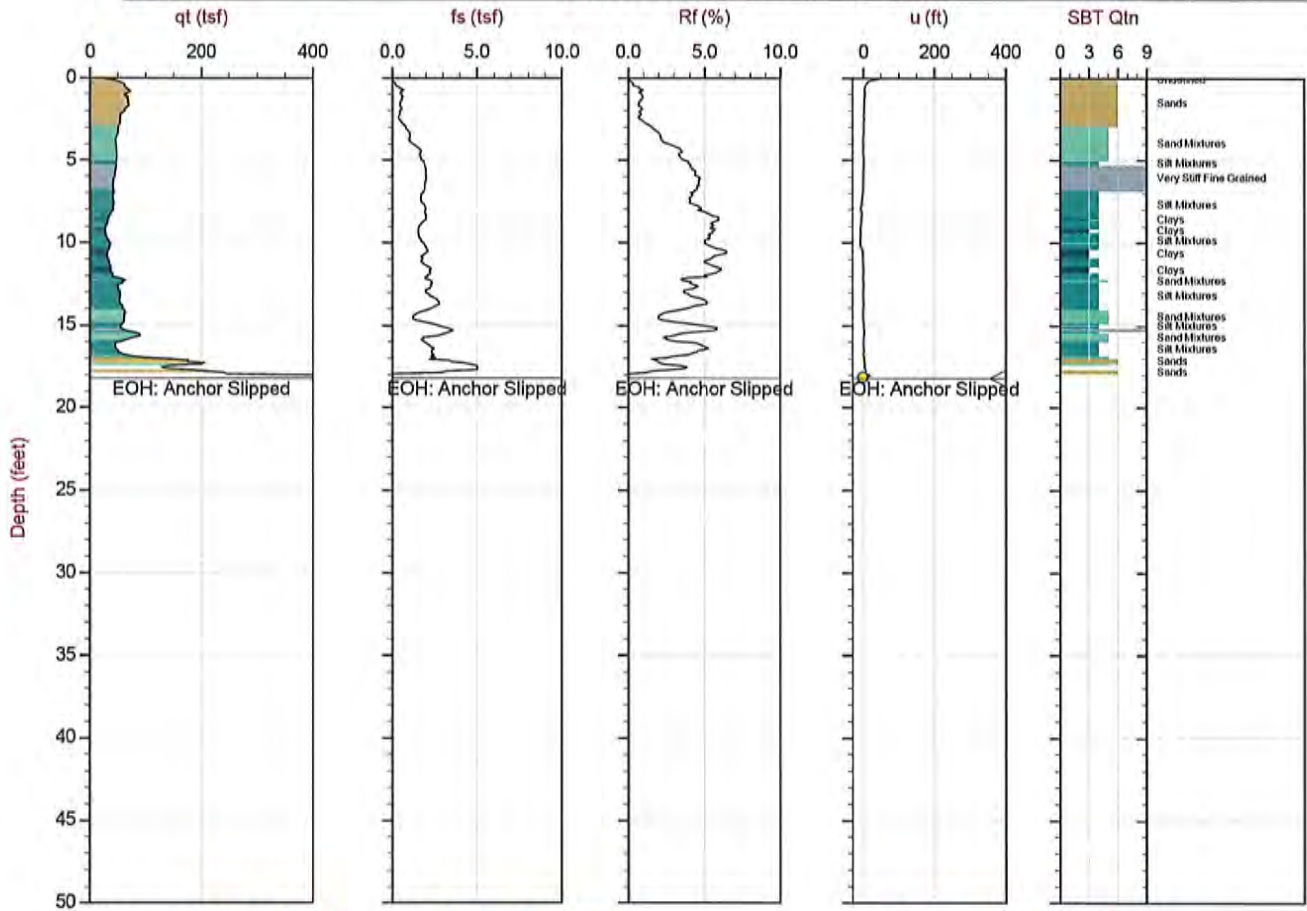 qt (tsf) fs (tsf) Rf (%) u (ft) SBT Qtn
0 200 400 0.0 5.0 10.0 0.0 5.0 10.0 0 200 400 0 3 6 9
0
Undefined
Sands
Sand Mixtures
5
Silt Mixtures
Very Stiff Fine Grained
Silt Mixtures
Clays
Clays
10
Silt Mixtures
Clays
Clays
Sand Mixtures
Silt Mixtures
Sand Mixtures
15
Silt Mixtures
Sand Mixtures
Silt Mixtures
Sands
Sands
EOH; Anchor Slipped EOH; Anchor Slipped EOH; Anchor Slipped EOH; Anchor Slipped
20
Depth (feet)
25
30
35
40
45
50